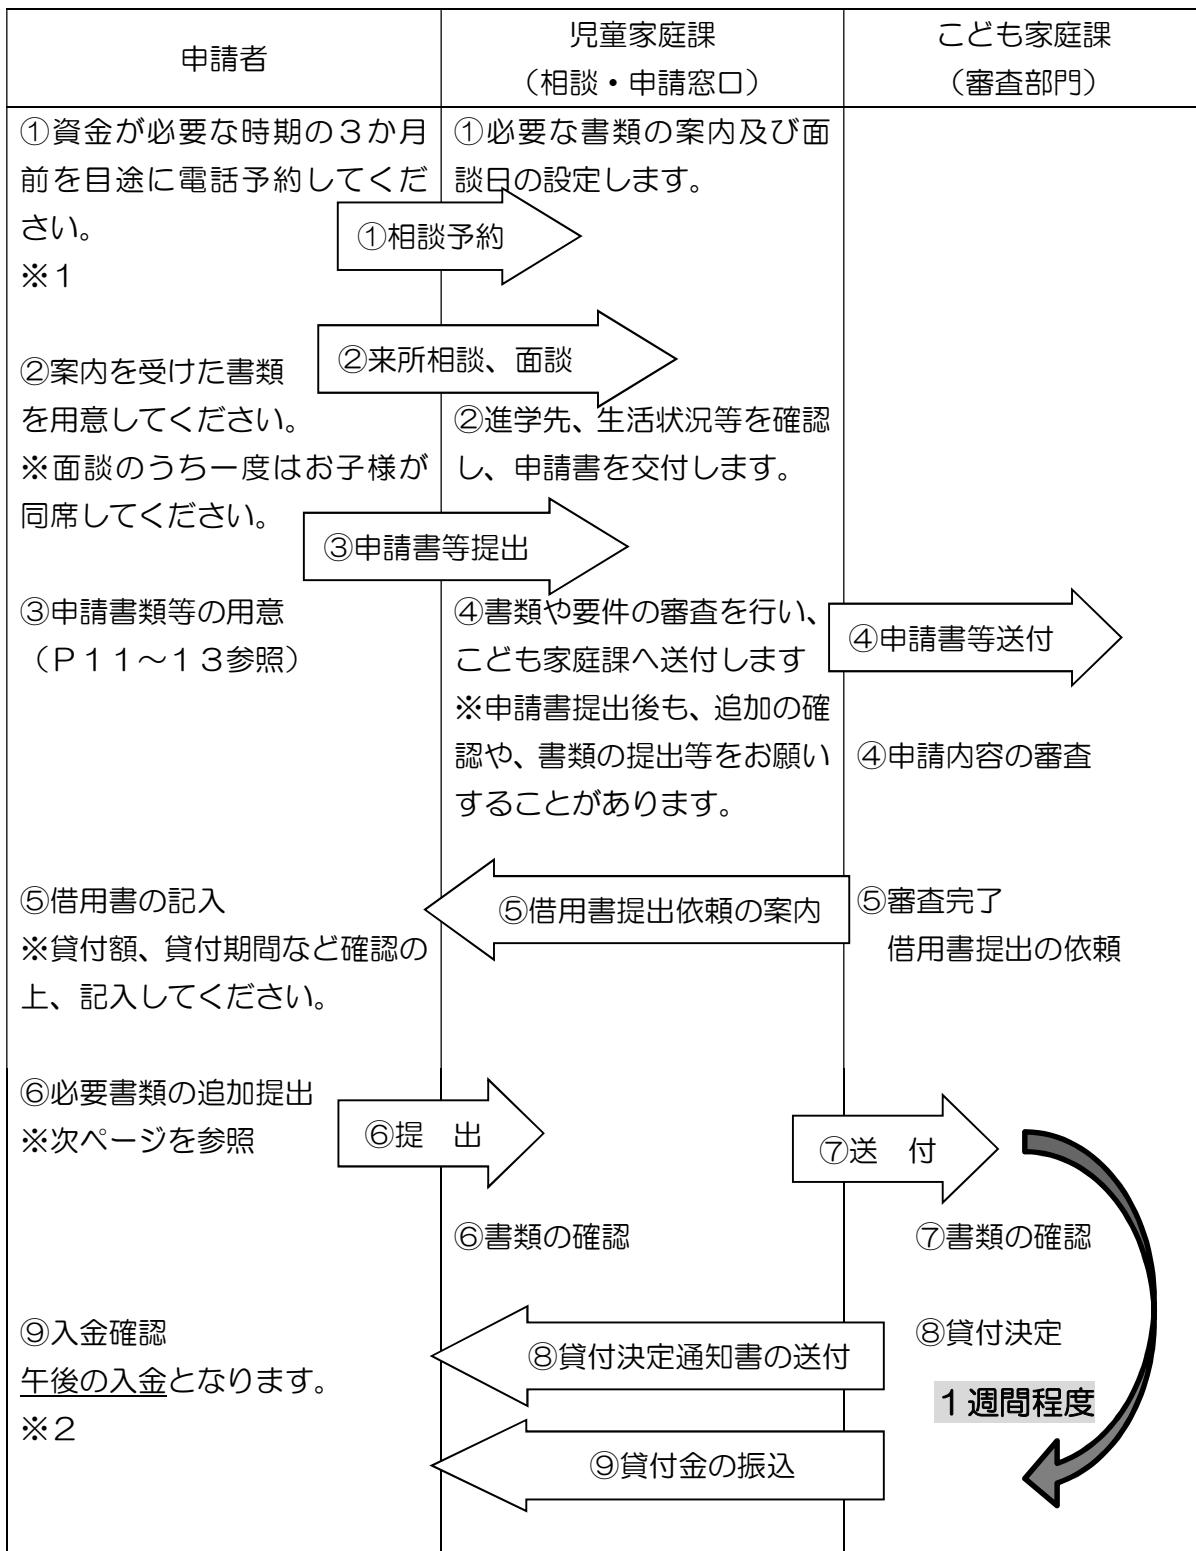 申請者
児童家庭課
（相談・申請窓口）
こども家庭課
（審査部門）
①資金が必要な時期の３か月
前を目途に電話予約してくだ
さい。
※１
①必要な書類の案内及び面
談日の設定します。
①相談予約
②来所相談、面談
②案内を受けた書類
を用意してください。
※面談のうち一度はお子様が
同席してください。
②進学先、生活状況等を確認
し、申請書を交付します。
③申請書等提出
③申請書類等の用意
（Ｐ１１～１３参照）
④書類や要件の審査を行い、
こども家庭課へ送付します
※申請書提出後も、追加の確
認や、書類の提出等をお願い
することがあります。
④申請書等送付
④申請内容の審査
⑤借用書の記入
※貸付額、貸付期間など確認の
上、記入してください。
⑤借用書提出依頼の案内
⑤審査完了
借用書提出の依頼
⑥必要書類の追加提出
※次ページを参照
⑥提　出
⑦送　付
⑥書類の確認
⑦書類の確認
⑨入金確認
午後の入金となります。
※２
⑧貸付決定通知書の送付
⑧貸付決定
１週間程度
⑨貸付金の振込